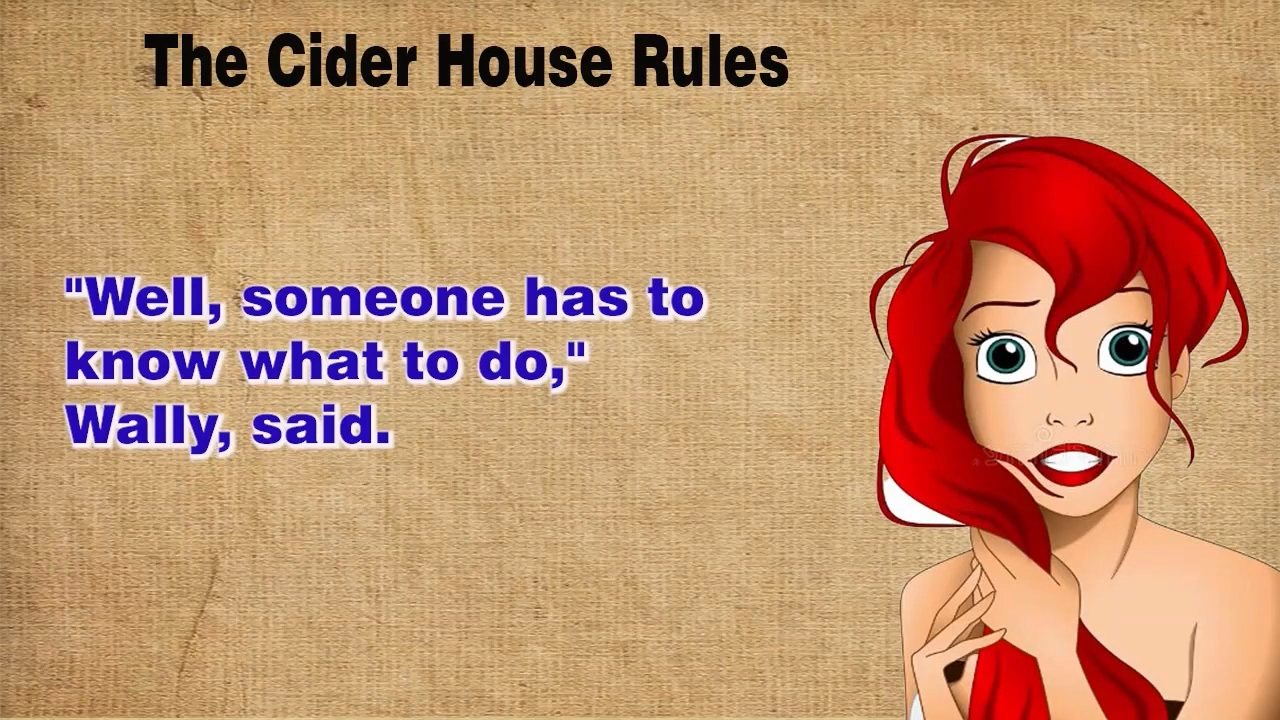 The Cider House Rules
"Well, someone has to
know what to do,"
Wally, said.